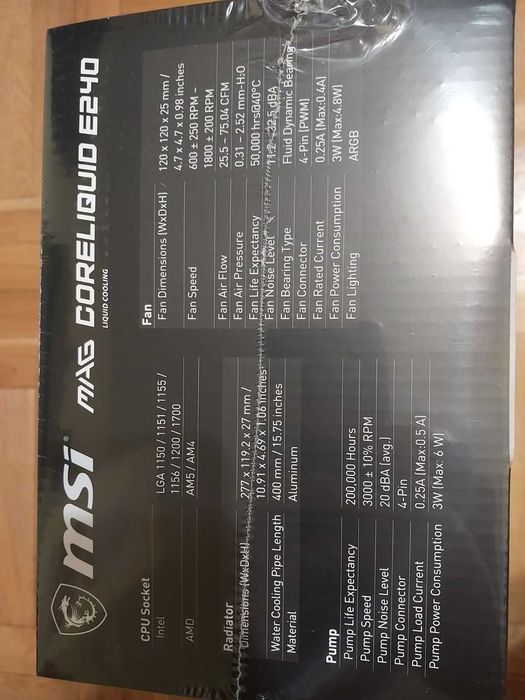 msi® MAG CORELIQUID E240
LIQUID COOLING
CPU Socket
Intel LGA 1150 / 1151 / 1155 /
1156 / 1200 / 1700
AMD AM5 / AM4
Radiator
Dimensions (WxDxH) 277 x 119.2 x 27 mm /
10.91 x 4.69 x 1.06 inches
Water Cooling Pipe Length 400 mm / 15.75 inches
Material Aluminum
Pump
Pump Life Expectancy 200,000 Hours
Pump Speed 3000 ± 10% RPM
Pump Noise Level 20 dBA (avg.)
Pump Connector 4-Pin
Pump Load Current 0.25A (Max:0.5 A)
Pump Power Consumption 3W (Max: 6 W)
Fan
Fan Dimensions (WxDxH) 120 x 120 x 25 mm /
4.7 x 4.7 x 0.98 inches
Fan Speed 600 ± 250 RPM ~
1800 ± 200 RPM
Fan Air Flow 25.5 ~ 75.04 CFM
Fan Air Pressure 0.31 ~ 2.52 mm-H2O
Fan Life Expectancy 50,000 hrs@40°C
Fan Noise Level 11.2 ~ 32.5 dBA
Fan Bearing Type Fluid Dynamic Bearing
Fan Connector 4-Pin (PWM)
Fan Rated Current 0.25A (Max:0.4A)
Fan Power Consumption 3W (Max:4.8W)
Fan Lighting ARGB